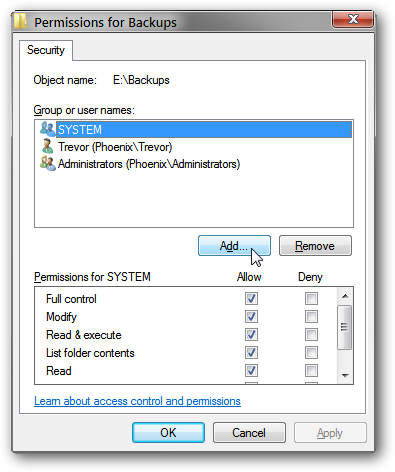 Permissions for Backups
Security
Object name: E:\Backups
Group or user names:
SYSTEM
Trevor (Phoenix\Trevor)
Administrators (Phoenix\Administrators)
Add...
Remove
Permissions for SYSTEM Allow Deny
Full control
Modify
Read & execute
List folder contents
Read
Learn about access control and permissions
OK
Cancel
Apply